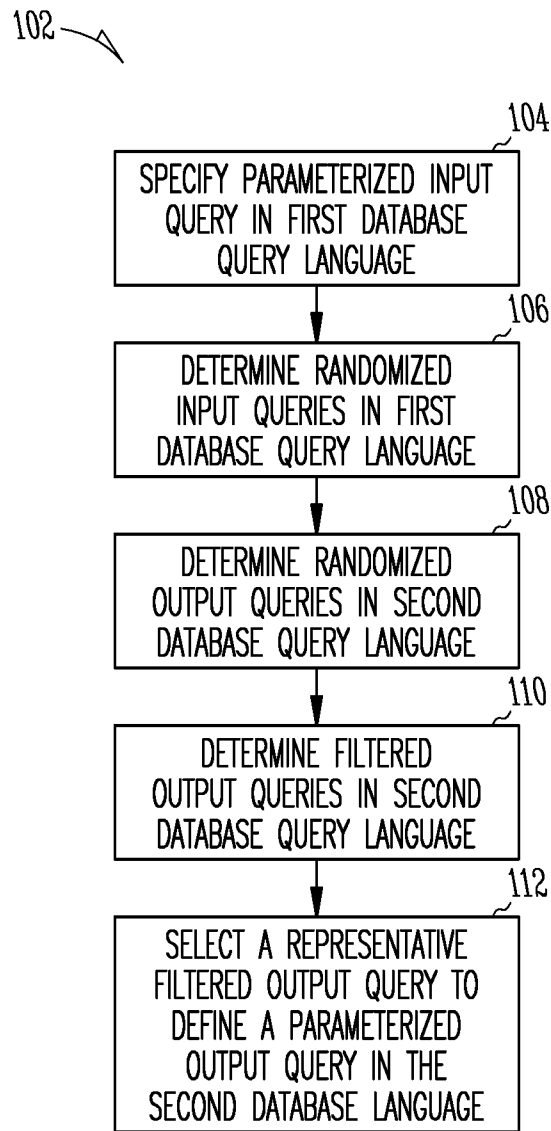 102
104
SPECIFY PARAMETERIZED INPUT
QUERY IN FIRST DATABASE
QUERY LANGUAGE
106
DETERMINE RANDOMIZED
INPUT QUERIES IN FIRST
DATABASE QUERY LANGUAGE
108
DETERMINE RANDOMIZED
OUTPUT QUERIES IN SECOND
DATABASE QUERY LANGUAGE
110
DETERMINE FILTERED
OUTPUT QUERIES IN SECOND
DATABASE QUERY LANGUAGE
112
SELECT A REPRESENTATIVE
FILTERED OUTPUT QUERY TO
DEFINE A PARAMETERIZED
OUTPUT QUERY IN THE
SECOND DATABASE LANGUAGE